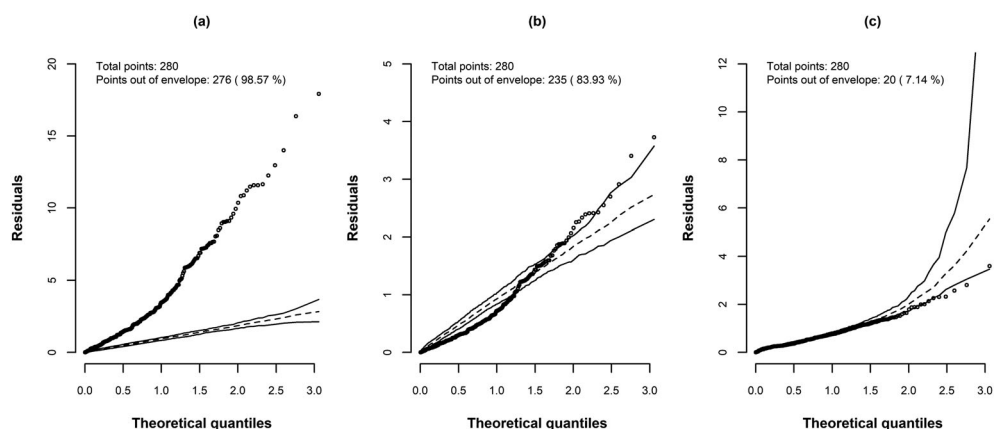 (a)
Total points: 280
Points out of envelope: 276 ( 98.57 %)
Residuals
20
15
10
5
0
0.0 0.5 1.0 1.5 2.0 2.5 3.0
Theoretical quantiles
(b)
Total points: 280
Points out of envelope: 235 ( 83.93 %)
Residuals
5
4
3
2
1
0
0.0 0.5 1.0 1.5 2.0 2.5 3.0
Theoretical quantiles
(c)
Total points: 280
Points out of envelope: 20 ( 7.14 %)
Residuals
12
10
8
6
4
2
0
0.0 0.5 1.0 1.5 2.0 2.5 3.0
Theoretical quantiles